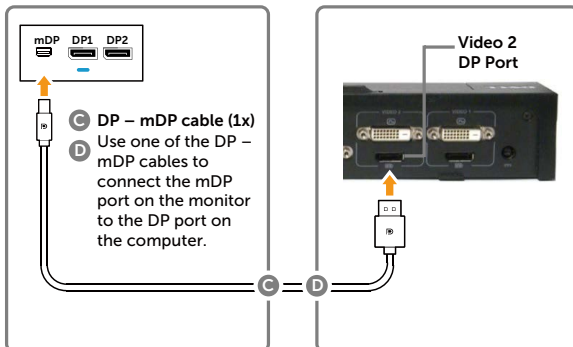 mDP DP1 DP2
Video 2
DP Port
C DP – mDP cable (1x)
D Use one of the DP –
mDP cables to
connect the mDP
port on the monitor
to the DP port on
the computer.
C D